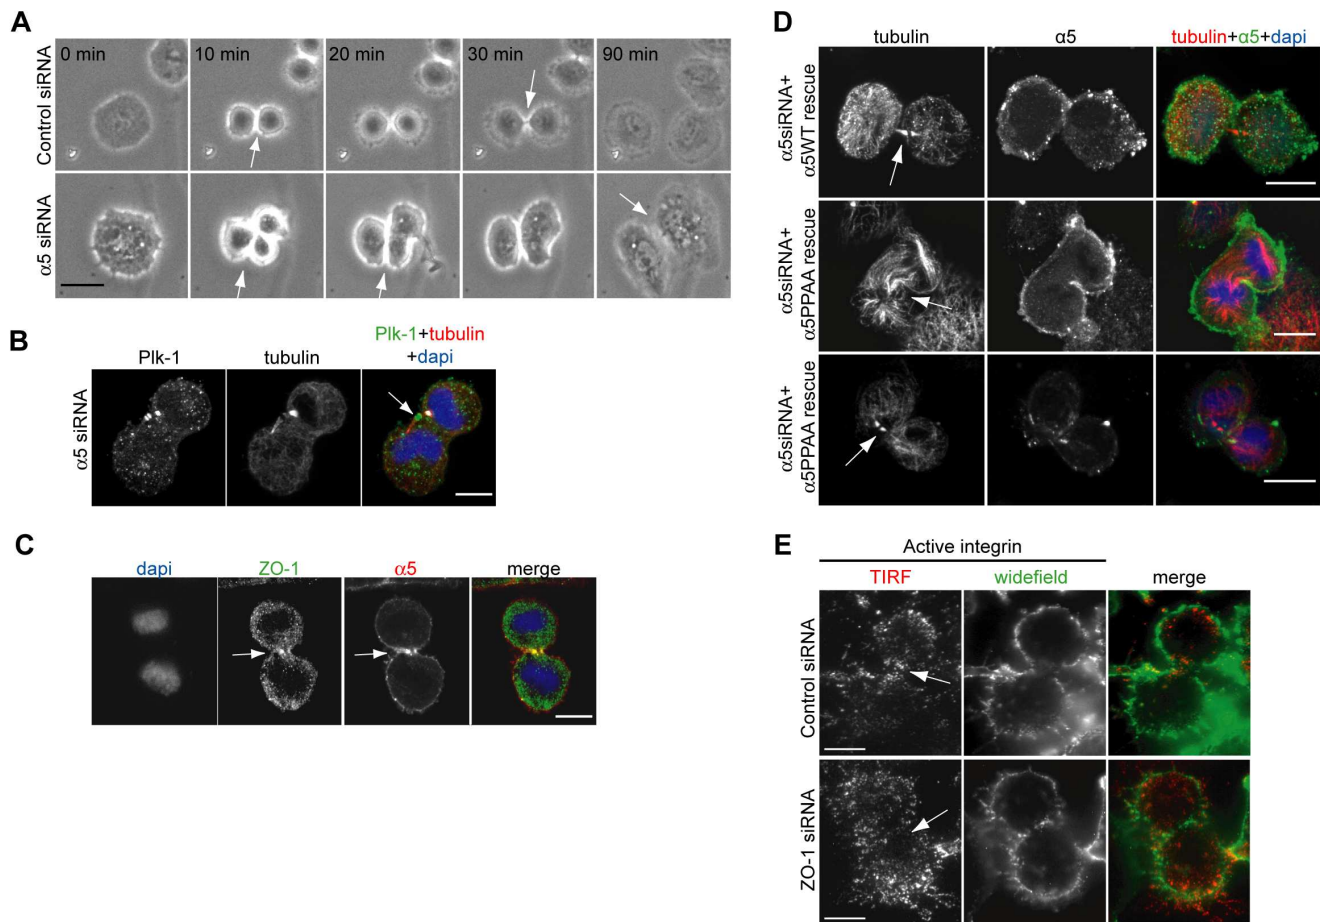 A
Control siRNA
0 min
10 min
20 min
30 min
90 min
α5 siRNA
B
Plk-1
tubulin
Plk-1+tubulin
+dapi
α5 siRNA
C
dapi
ZO-1
α5
merge
D
tubulin
α5
tubulin+α5+dapi
α5siRNA+
α5WT rescue
α5siRNA+
α5PPAA rescue
α5siRNA+
α5PPAA rescue
E
Active integrin
TIRF
widefield
merge
Control siRNA
ZO-1 siRNA